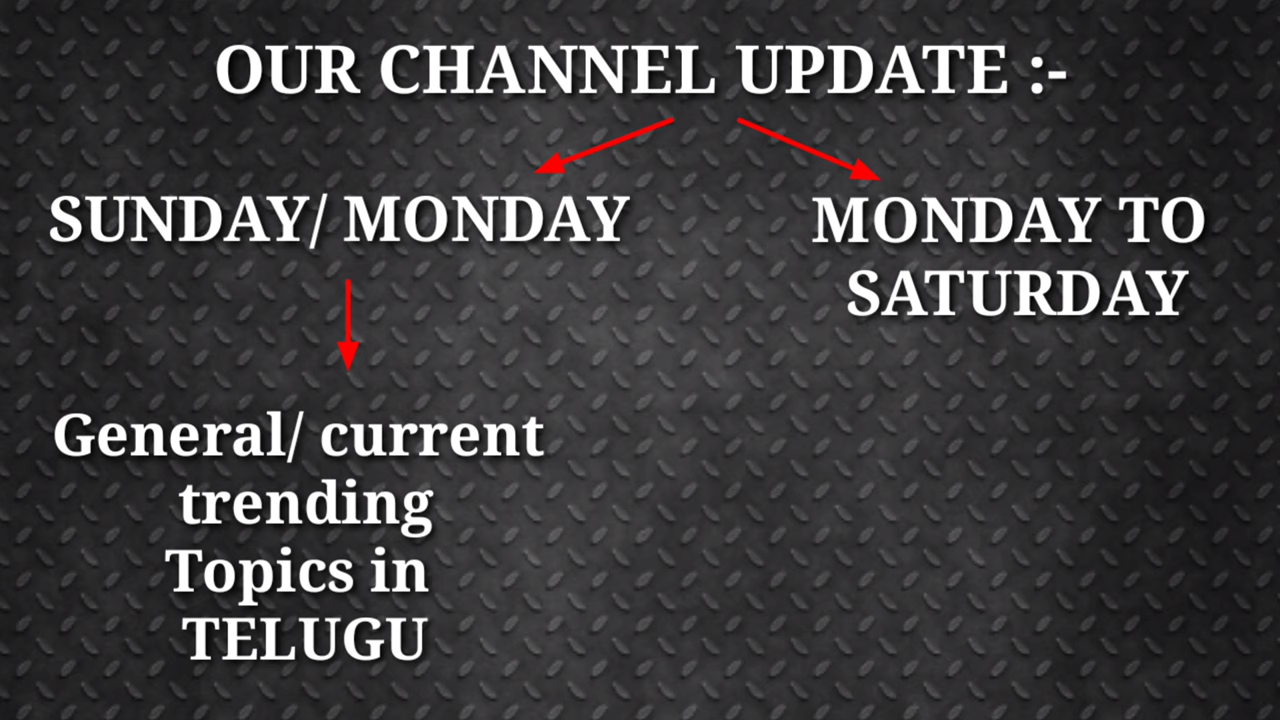 OUR CHANNEL UPDATE :-
SUNDAY/ MONDAY
General/ current
trending
Topics in
TELUGU
MONDAY TO
SATURDAY